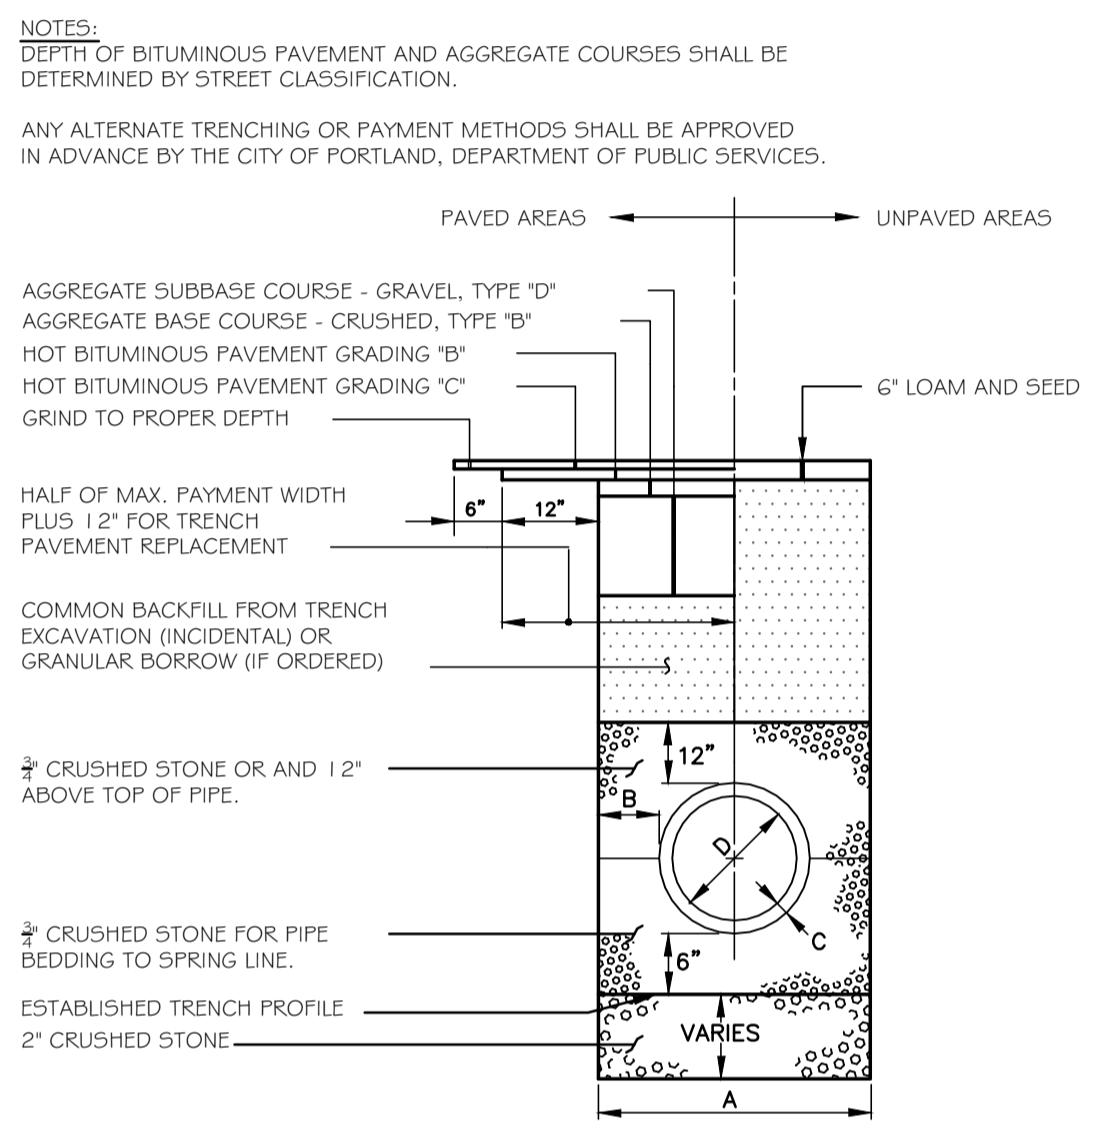 NOTES:
DEPTH OF BITUMINOUS PAVEMENT AND AGGREGATE COURSES SHALL BE
DETERMINED BY STREET CLASSIFICATION.
ANY ALTERNATE TRENCHING OR PAYMENT METHODS SHALL BE APPROVED
IN ADVANCE BY THE CITY OF PORTLAND, DEPARTMENT OF PUBLIC SERVICES.
PAVED AREAS
UNPAVED AREAS
AGGREGATE SUBBASE COURSE - GRAVEL, TYPE "D"
AGGREGATE BASE COURSE - CRUSHED, TYPE "B"
HOT BITUMINOUS PAVEMENT GRADING "B"
HOT BITUMINOUS PAVEMENT GRADING "C"
6" LOAM AND SEED
GRIND TO PROPER DEPTH
HALF OF MAX. PAYMENT WIDTH
PLUS 12" FOR TRENCH
PAVEMENT REPLACEMENT
6"
12"
COMMON BACKFILL FROM TRENCH
EXCAVATION (INCIDENTAL) OR
GRANULAR BORROW (IF ORDERED)
3/4" CRUSHED STONE OR AND 12"
ABOVE TOP OF PIPE.
12"
B
D
C
3/4" CRUSHED STONE FOR PIPE
BEDDING TO SPRING LINE.
6"
ESTABLISHED TRENCH PROFILE
2" CRUSHED STONE
VARIES
A